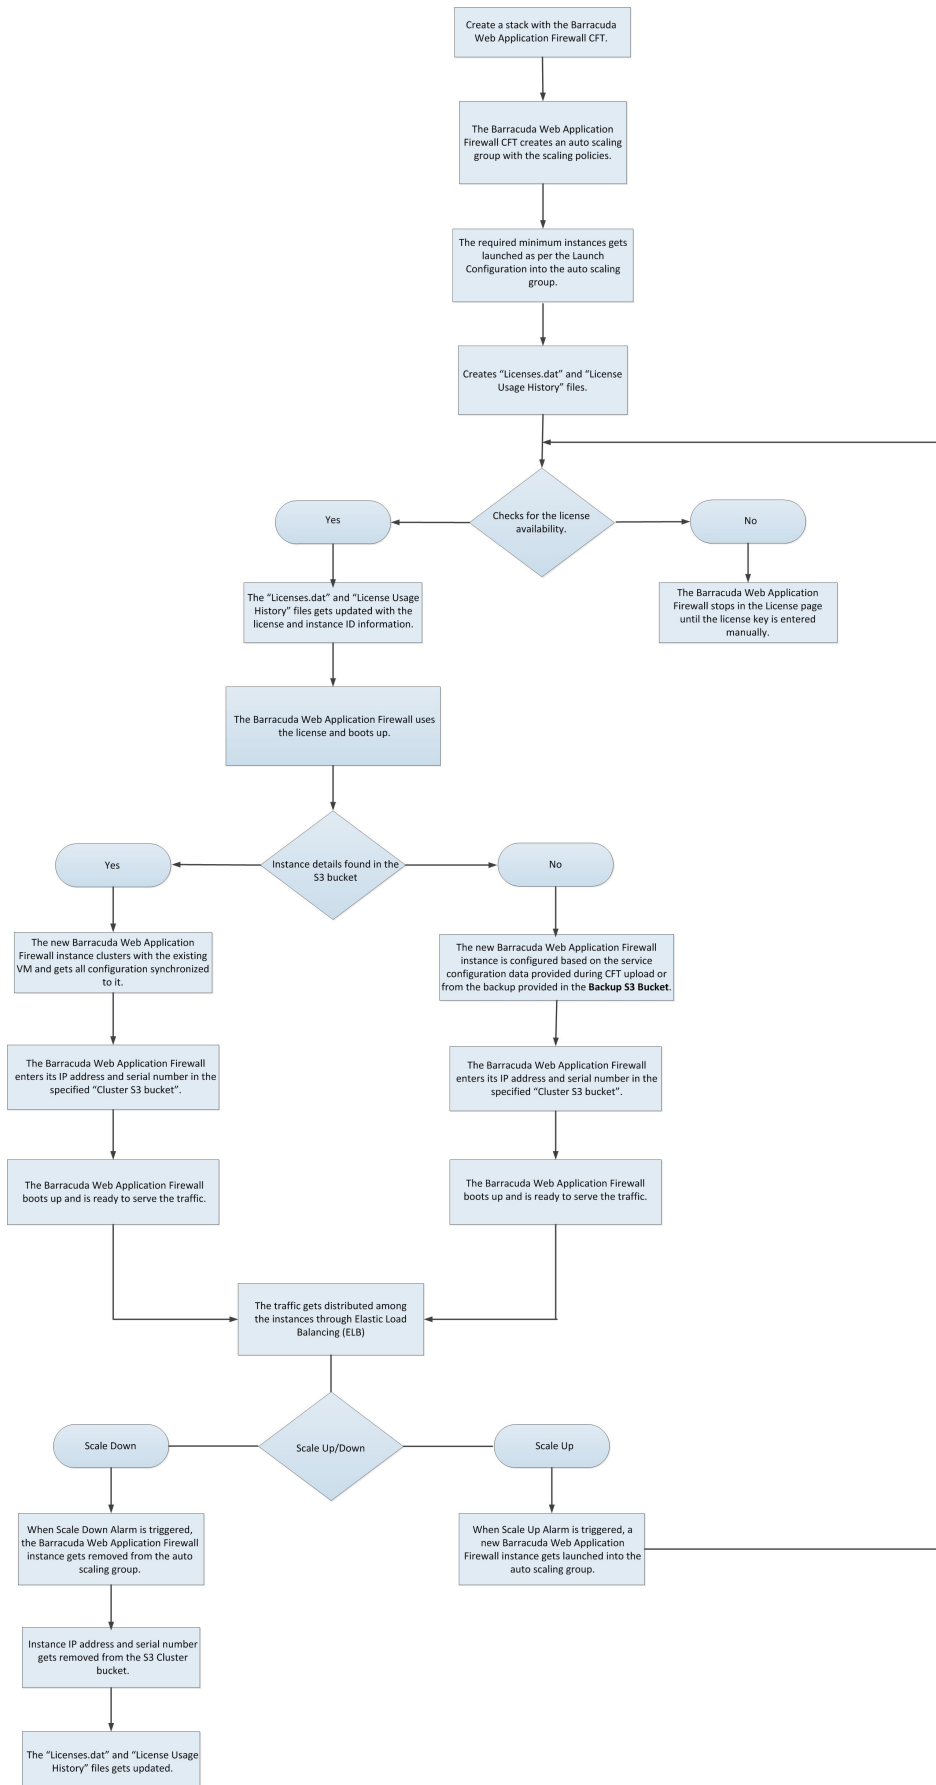 Create a stack with the Barracuda
Web Application Firewall CFT.
The Barracuda Web Application
Firewall CFT creates an auto scaling
group with the scaling policies.
The required minimum instances gets
launched as per the Launch
Configuration into the auto scaling
group.
Creates “Licenses.dat” and “License
Usage History” files.
Checks for the license
availability.
Yes
No
The “Licenses.dat” and “License Usage
History” files gets updated with the
license and instance ID information.
The Barracuda Web Application
Firewall stops in the License page
until the license key is entered
manually.
The Barracuda Web Application Firewall uses
the license and boots up.
Instance details found in the
S3 bucket
Yes
No
The new Barracuda Web Application
Firewall instance clusters with the existing
VM and gets all configuration synchronized
to it.
The new Barracuda Web Application Firewall
instance is configured based on the service
configuration data provided during CFT upload or
from the backup provided in the Backup S3 Bucket.
The Barracuda Web Application Firewall
enters its IP address and serial number in the
specified “Cluster S3 bucket”.
The Barracuda Web Application Firewall
enters its IP address and serial number in the
specified “Cluster S3 bucket”.
The Barracuda Web Application Firewall
boots up and is ready to serve the traffic.
The Barracuda Web Application Firewall
boots up and is ready to serve the traffic.
The traffic gets distributed among
the instances through Elastic Load
Balancing (ELB)
Scale Up/Down
Scale Down
Scale Up
When Scale Down Alarm is triggered,
the Barracuda Web Application Firewall
instance gets removed from the auto
scaling group.
When Scale Up Alarm is triggered, a
new Barracuda Web Application
Firewall instance gets launched into the
auto scaling group.
Instance IP address and serial number
gets removed from the S3 Cluster
bucket.
The “Licenses.dat” and “License Usage
History” files gets updated.